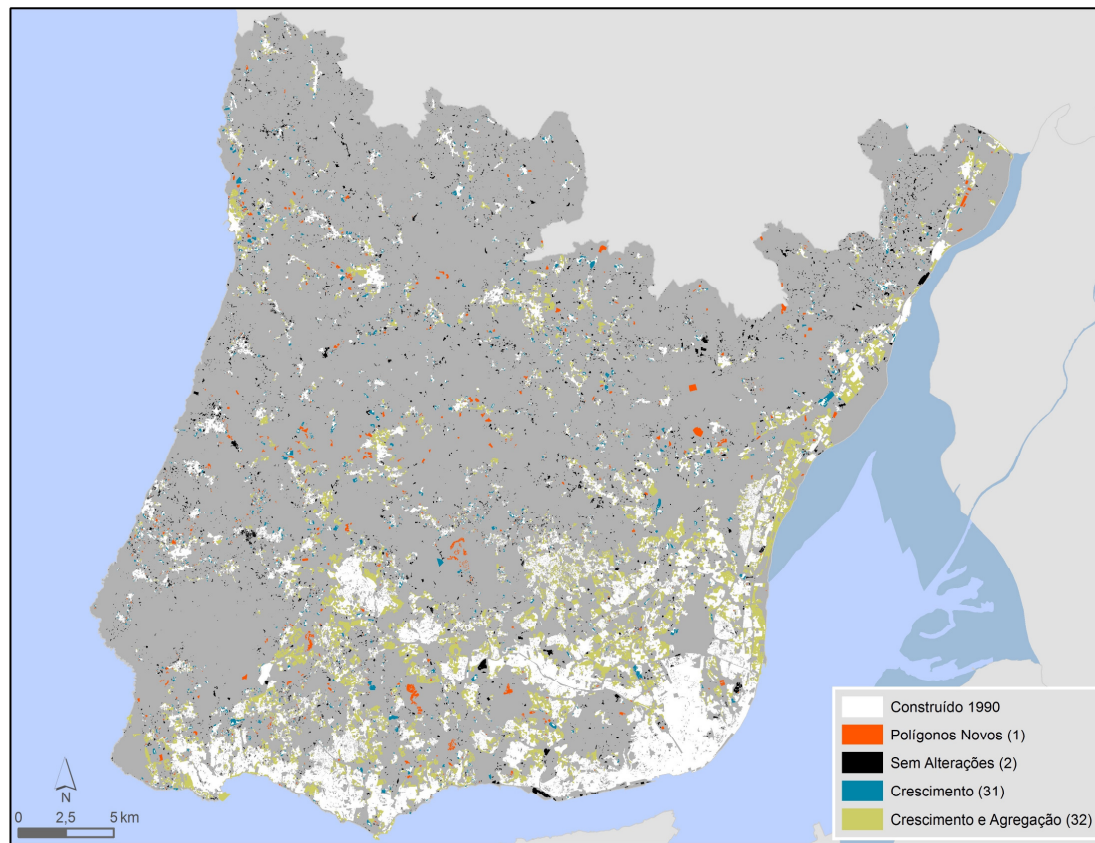 Construído 1990
Polígonos Novos (1)
Sem Alterações (2)
Crescimento (31)
Crescimento e Agregação (32)
N
0 2,5 5 km